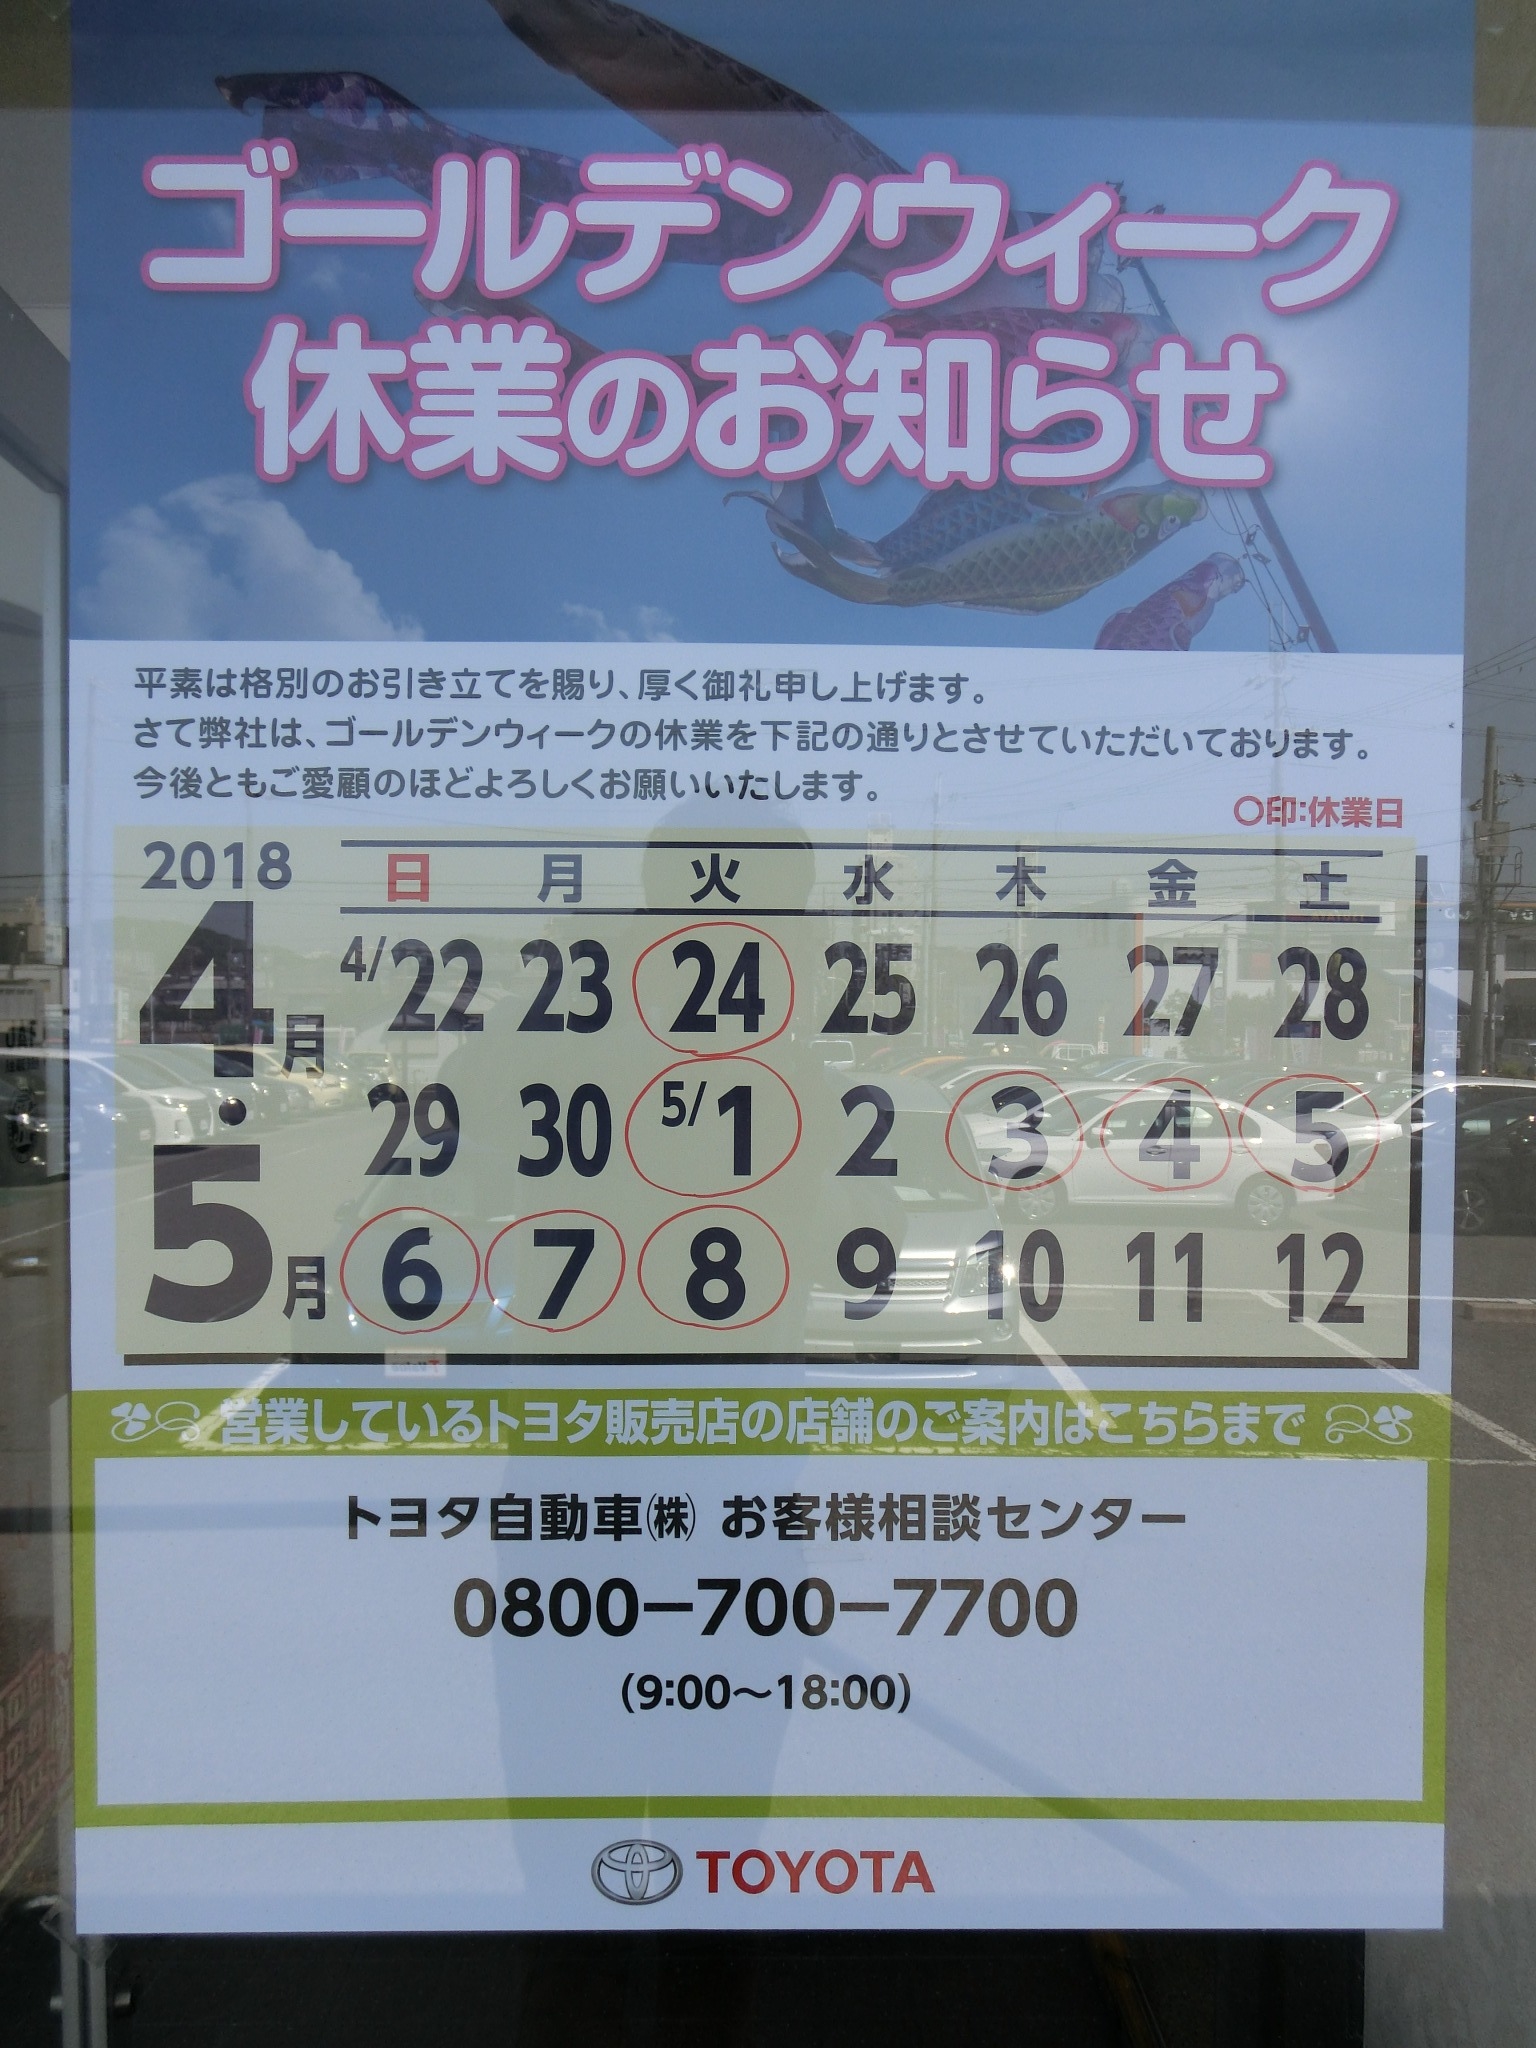 ゴールデンウィーク
休業のお知らせ
平素は格別のお引き立てを賜り、厚く御礼申し上げます。
さて弊社は、ゴールデンウィークの休業を下記の通りとさせていただいております。
今後ともご愛顧のほどよろしくお願いいたします。
〇印:休業日
2018
4月・5月
日 月 火 水 木 金 土
4/22 23 24 25 26 27 28
29 30 5/1 2 3 4 5
6 7 8 9 10 11 12
営業しているトヨタ販売店の店舗のご案内はこちらまで
トヨタ自動車㈱ お客様相談センター
0800-700-7700
(9:00～18:00)
TOYOTA